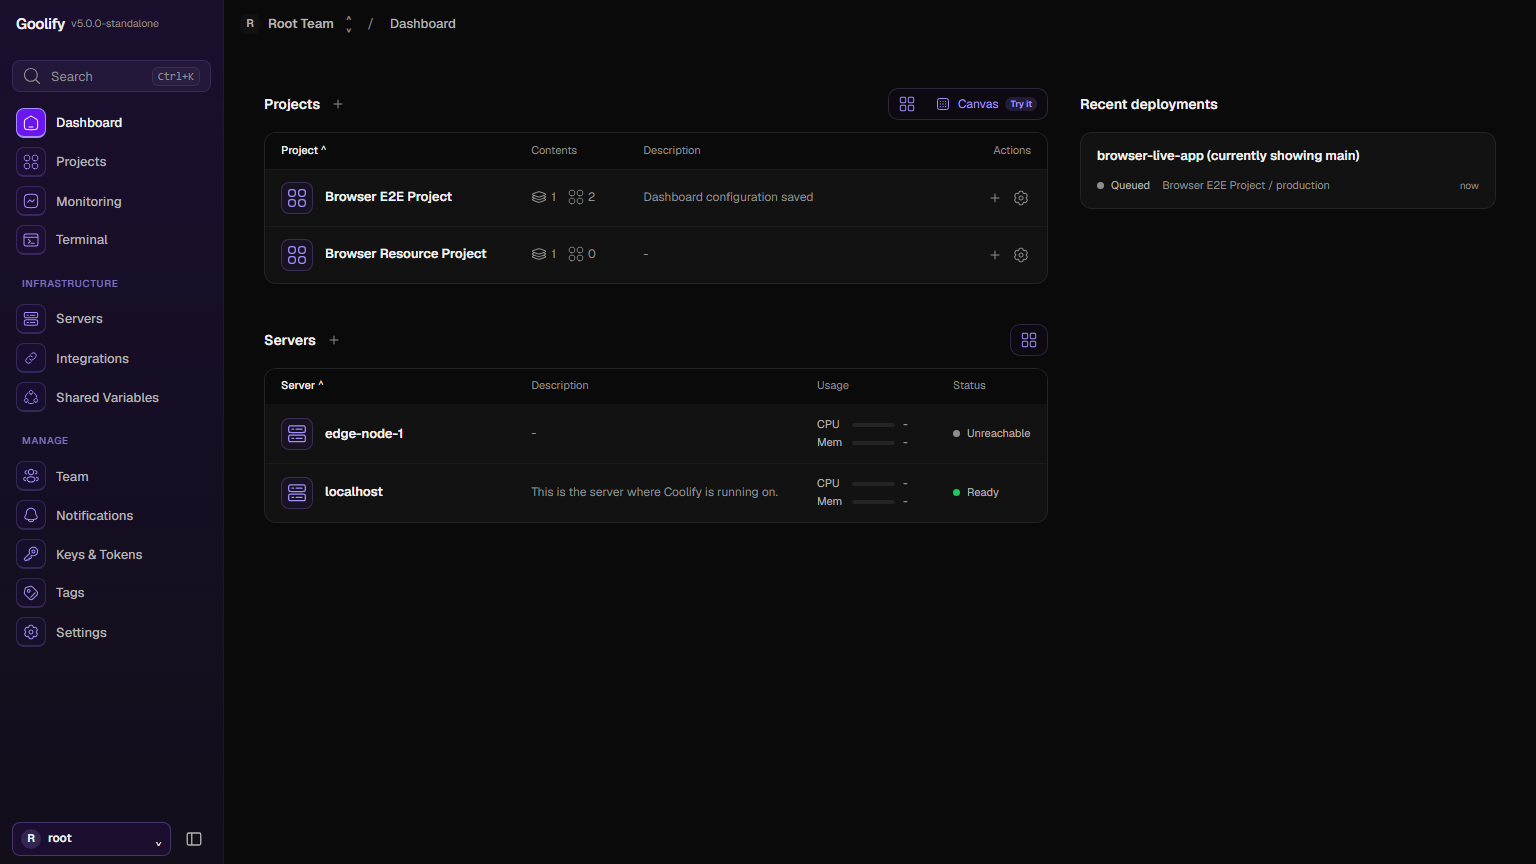 Goolify v5.0.0-standalone
Search Ctrl+K
Dashboard
Projects
Monitoring
Terminal
INFRASTRUCTURE
Servers
Integrations
Shared Variables
MANAGE
Team
Notifications
Keys & Tokens
Tags
Settings
R root
R Root Team / Dashboard
Projects +
Canvas Try it
Project ^ Contents Description Actions
Browser E2E Project 1 2 Dashboard configuration saved +
Browser Resource Project 1 0 - +
Servers +
Server ^ Description Usage Status
edge-node-1 - CPU - Unreachable
Mem -
localhost This is the server where Coolify is running on. CPU - Ready
Mem -
Recent deployments
browser-live-app (currently showing main)
Queued Browser E2E Project / production now